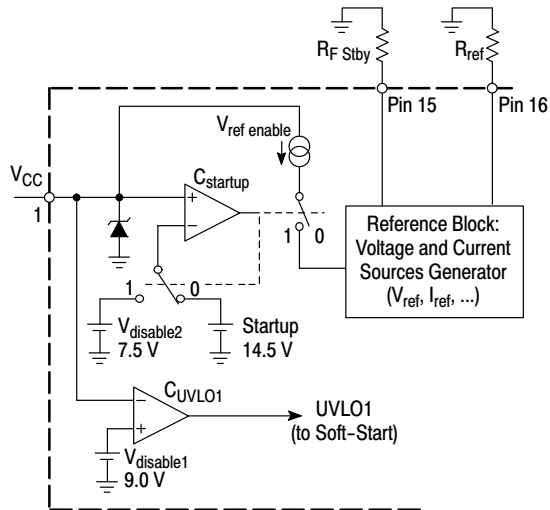 R_F Stby
R_ref
Pin 15
Pin 16
V_ref enable
V_CC
1
C_startup
1 0
Reference Block:
Voltage and Current
Sources Generator
(V_ref, I_ref, ...)
1 0
V_disable2
7.5 V
Startup
14.5 V
C_UVLO1
UVLO1
(to Soft-Start)
V_disable1
9.0 V
+
−
−
+